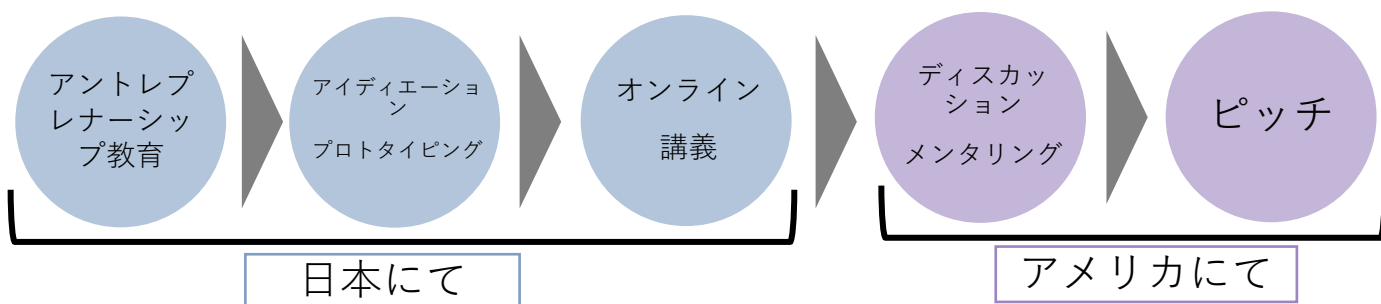 アントレプ
レナーシッ
プ教育
アイディエーショ
ン
プロトタイピング
オンライン
講義
ディスカッ
ション
メンタリング
ピッチ
日本にて
アメリカにて